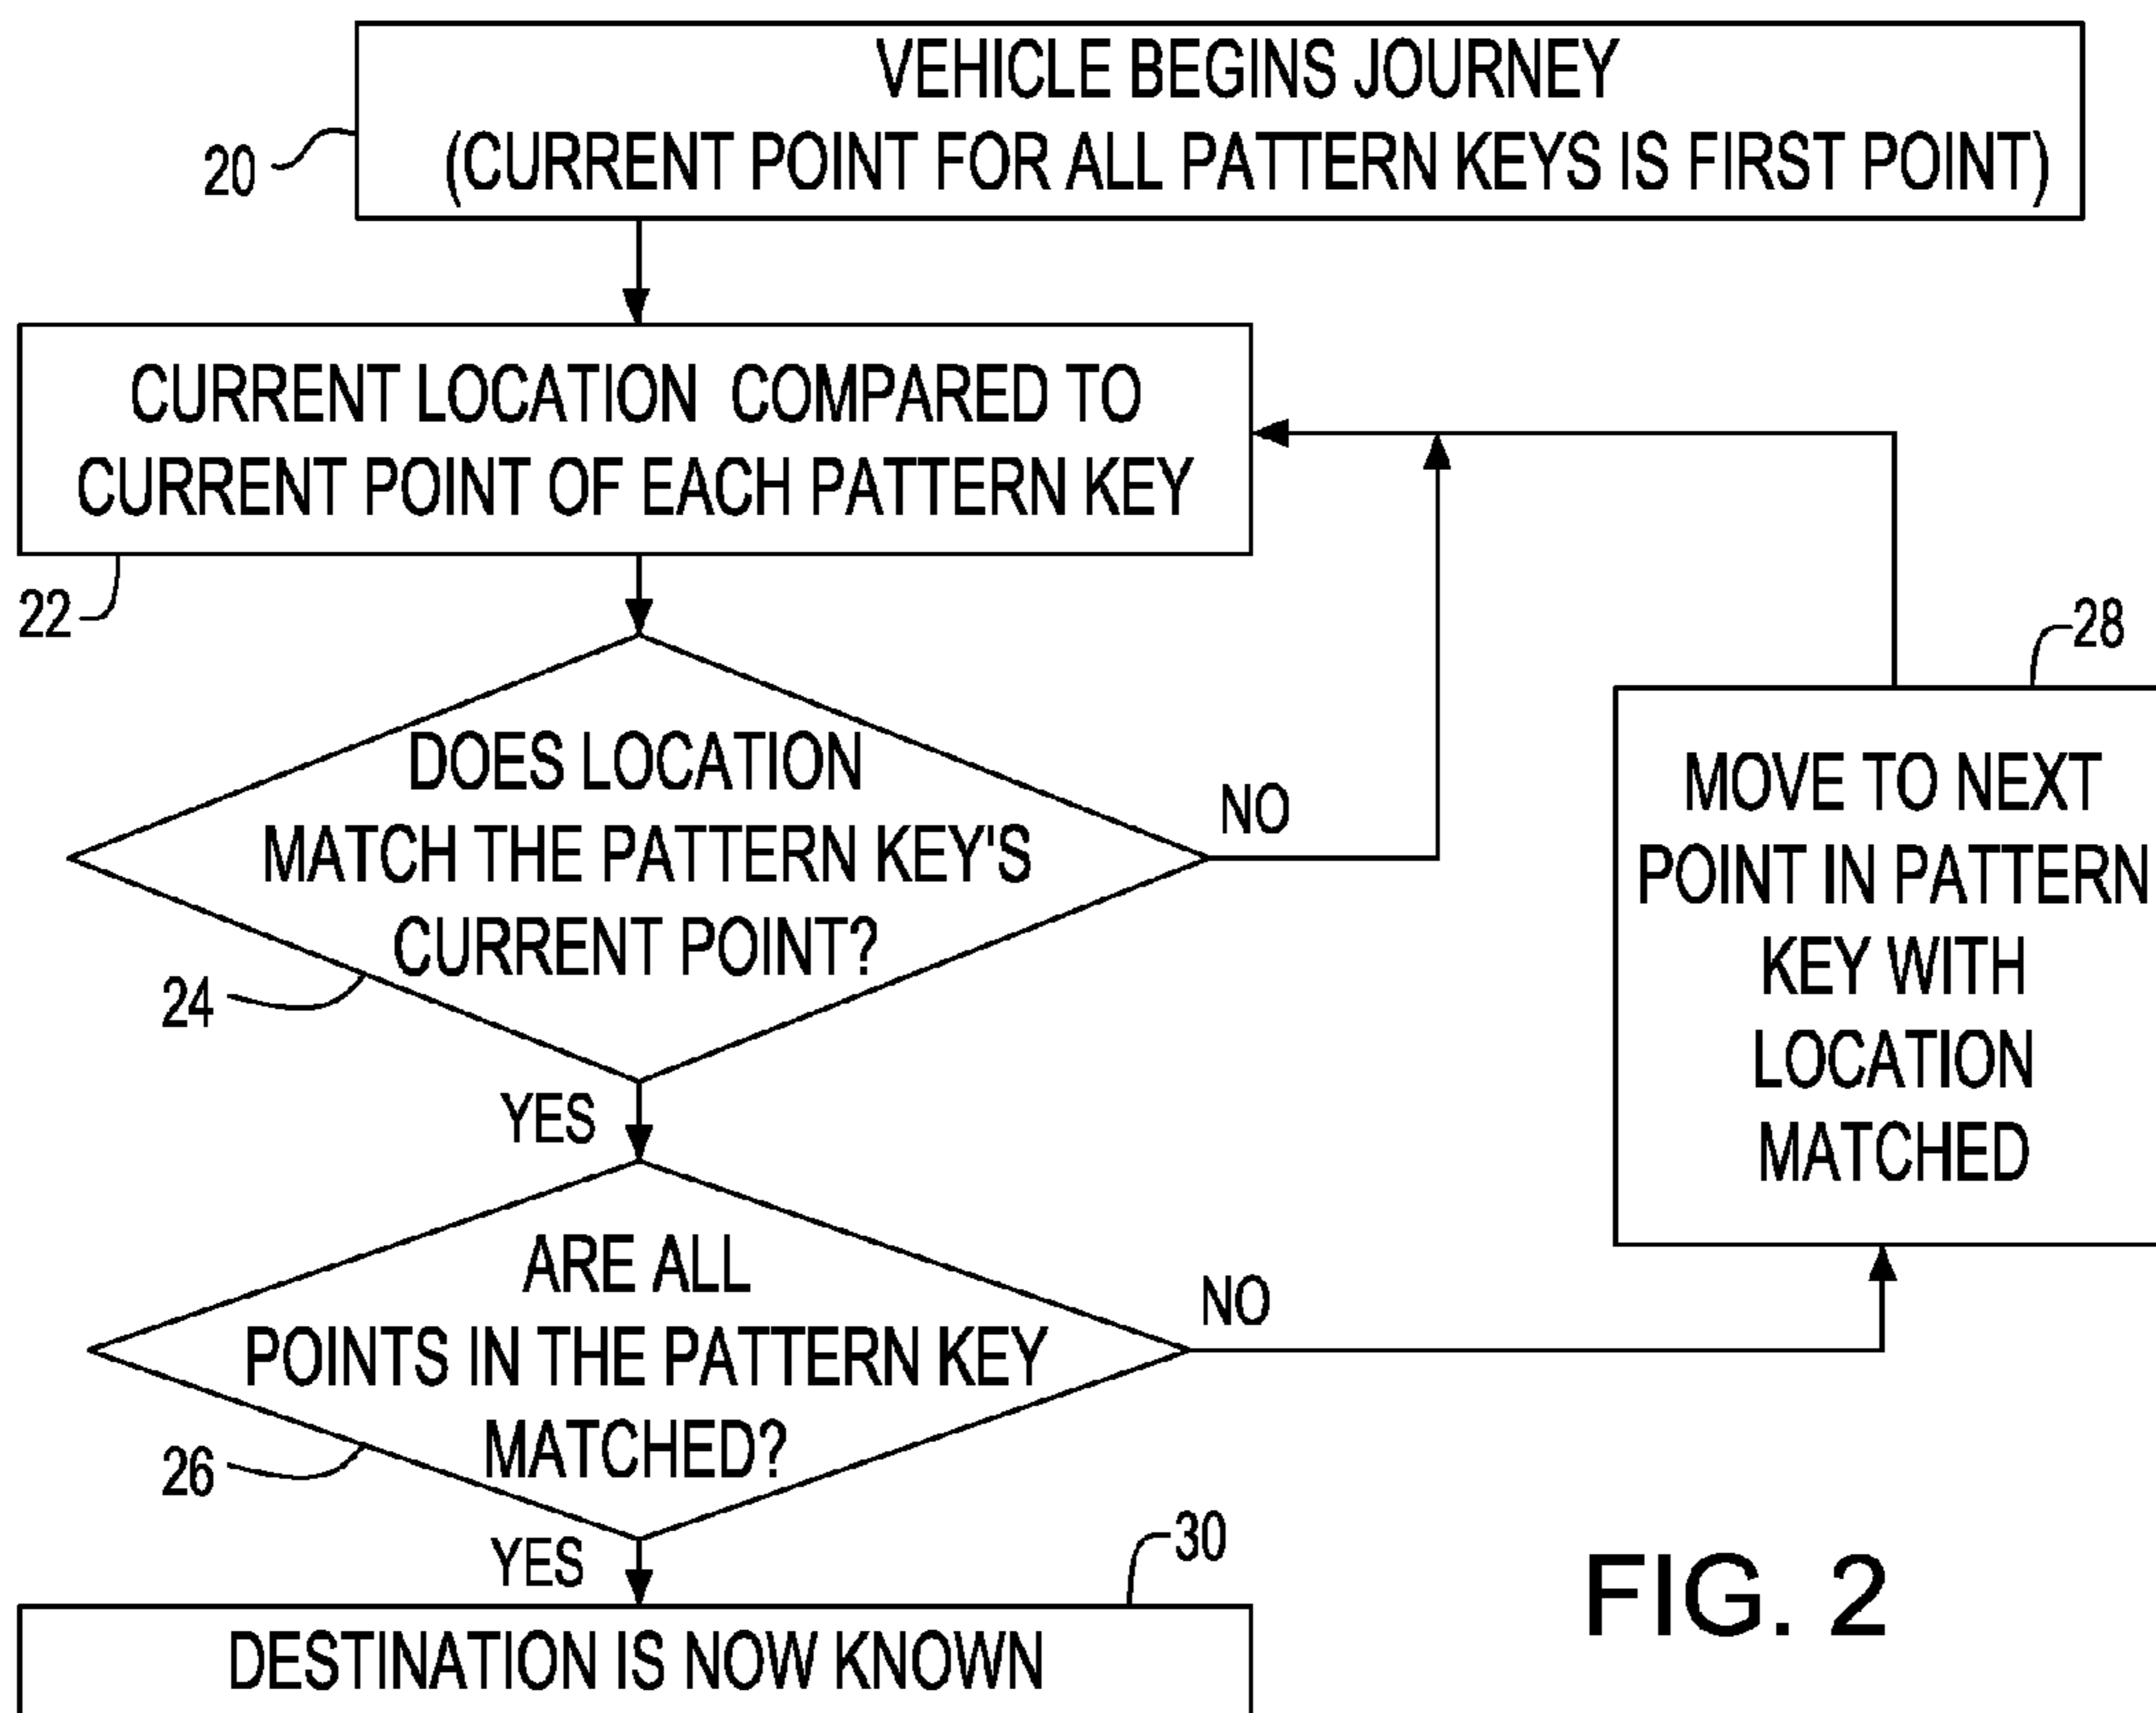 VEHICLE BEGINS JOURNEY
(CURRENT POINT FOR ALL PATTERN KEYS IS FIRST POINT)
20
CURRENT LOCATION COMPARED TO
CURRENT POINT OF EACH PATTERN KEY
22
28
DOES LOCATION
MATCH THE PATTERN KEY'S
CURRENT POINT?
NO
24
YES
MOVE TO NEXT
POINT IN PATTERN
KEY WITH
LOCATION
MATCHED
ARE ALL
POINTS IN THE PATTERN KEY
MATCHED?
NO
26
YES
30
DESTINATION IS NOW KNOWN
FIG. 2